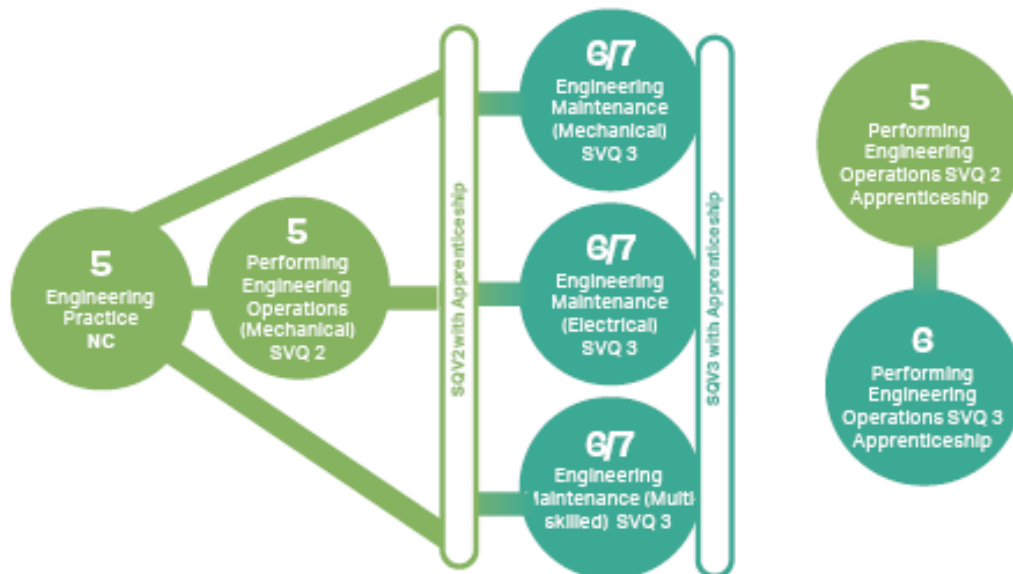 5
Engineering
Practice
NC
5
Performing
Engineering
Operations
(Mechanical)
SVQ 2
SQV2 with Apprenticeship
6/7
Engineering
Maintenance
(Mechanical)
SVQ 3
6/7
Engineering
Maintenance
(Electrical)
SVQ 3
6/7
Engineering
Maintenance (Multi-
skilled) SVQ 3
SQV3 with Apprenticeship
5
Performing
Engineering
Operations SVQ 2
Apprenticeship
6
Performing
Engineering
Operations SVQ 3
Apprenticeship